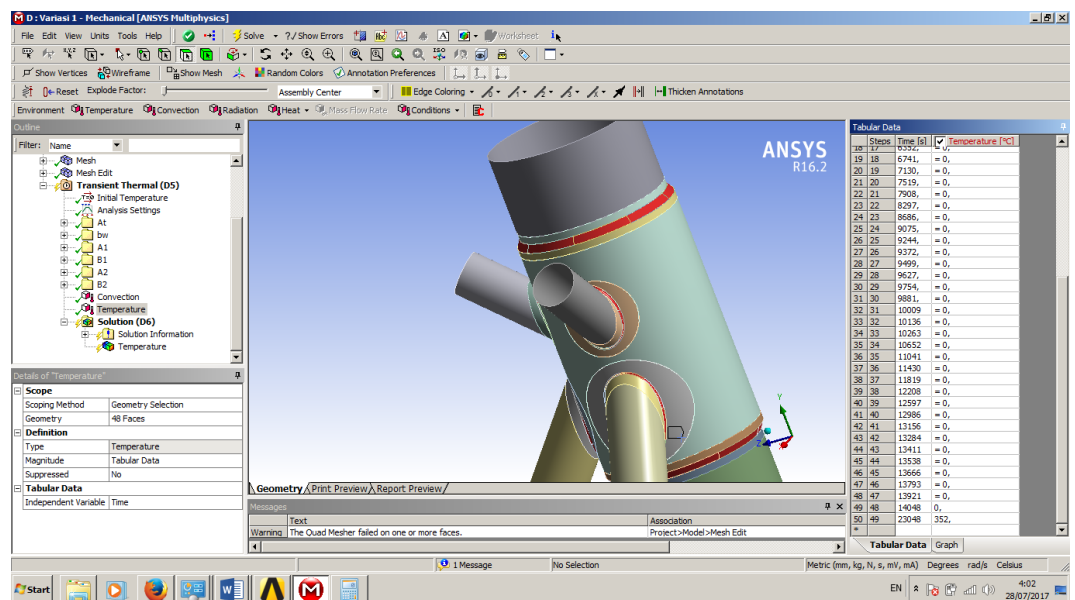 D : Variasi 1 - Mechanical [ANSYS Multiphysics]
File Edit View Units Tools Help Solve ?/ Show Errors Worksheet
Show Vertices Wireframe Show Mesh Random Colors Annotation Preferences
Reset Explode Factor: Assembly Center Edge Coloring Thicken Annotations
Environment Temperature Convection Radiation Heat Mass Flow Rate Conditions
Outline
Filter: Name
Mesh
Mesh Edit
Transient Thermal (D5)
Initial Temperature
Analysis Settings
At
bw
A1
B1
A2
B2
Convection
Temperature
Solution (D6)
Solution Information
Temperature
Details of "Temperature"
Scope
Scoping Method Geometry Selection
Geometry 48 Faces
Definition
Type Temperature
Magnitude Tabular Data
Suppressed No
Tabular Data
Independent Variable Time
ANSYS
R16.2
Y
Z
Geometry Print Preview Report Preview
Messages
Text Association
Warning The Quad Mesher failed on one or more faces. Project>Model>Mesh Edit
Tabular Data
Steps Time [s] Temperature [°C]
18 17 6352, = 0,
19 18 6741, = 0,
20 19 7130, = 0,
21 20 7519, = 0,
22 21 7908, = 0,
23 22 8297, = 0,
24 23 8686, = 0,
25 24 9075, = 0,
26 25 9244, = 0,
27 26 9372, = 0,
28 27 9499, = 0,
29 28 9627, = 0,
30 29 9754, = 0,
31 30 9881, = 0,
32 31 10009 = 0,
33 32 10136 = 0,
34 33 10263 = 0,
35 34 10652 = 0,
36 35 11041 = 0,
37 36 11430 = 0,
38 37 11819 = 0,
39 38 12208 = 0,
40 39 12597 = 0,
41 40 12986 = 0,
42 41 13156 = 0,
43 42 13284 = 0,
44 43 13411 = 0,
45 44 13538 = 0,
46 45 13666 = 0,
47 46 13793 = 0,
48 47 13921 = 0,
49 48 14048 0,
50 49 23048 352,
*
Tabular Data Graph
1 Message No Selection Metric (mm, kg, N, s, mV, mA) Degrees rad/s Celsius
Start EN 4:02
28/07/2017